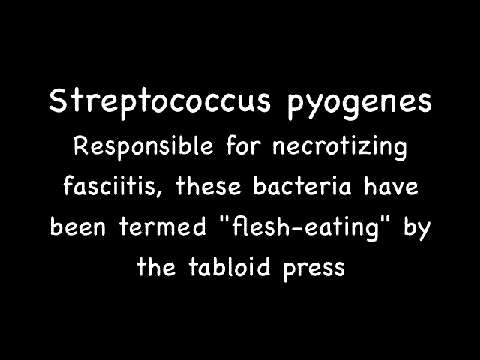 Streptococcus pyogenes
Responsible for necrotizing
fasciitis, these bacteria have
been termed "flesh-eating" by
the tabloid press